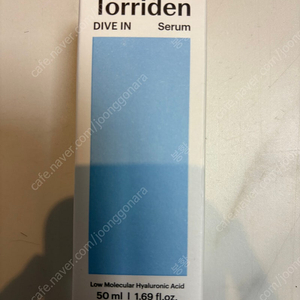 Torriden
DIVE IN Serum
cafe.naver.com/joonggonara
Low Molecular Hyaluronic Acid
50 ml | 1.69 fl.oz.